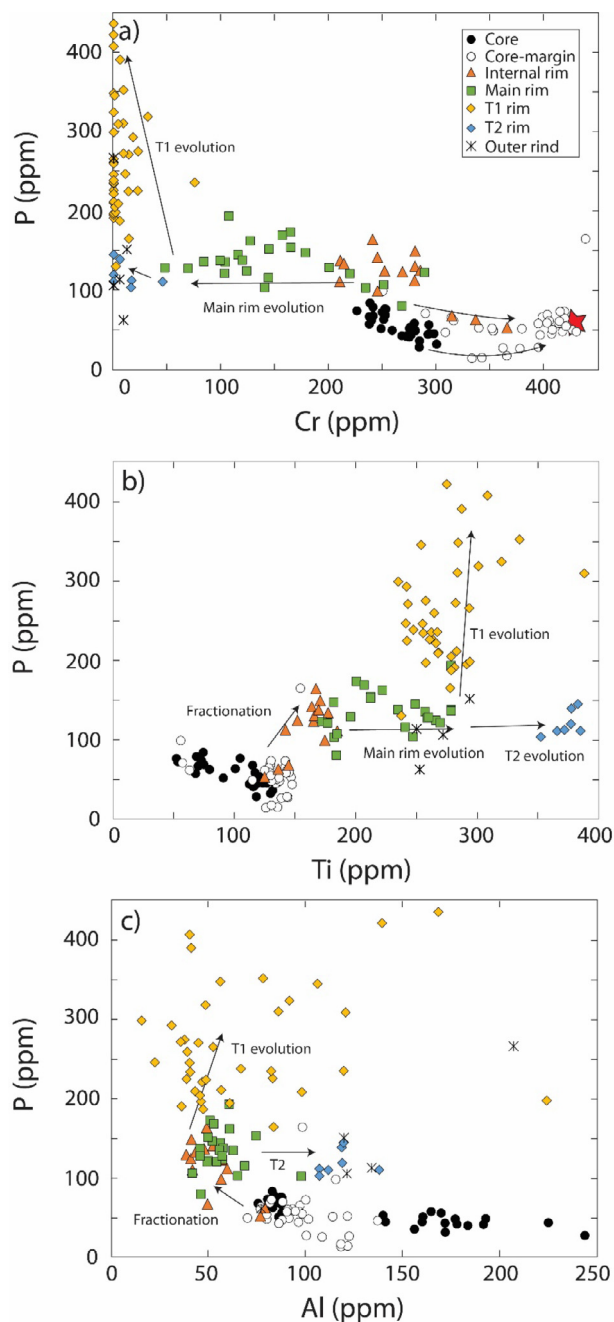 a)
Core
Core-margin
Internal rim
Main rim
T1 rim
T2 rim
Outer rind
400
300
200
100
0
P (ppm)
T1 evolution
Main rim evolution
0 100 200 300 400
Cr (ppm)
b)
400
300
200
100
0
P (ppm)
T1 evolution
Fractionation
Main rim evolution
T2 evolution
0 100 200 300 400
Ti (ppm)
c)
400
300
200
100
0
P (ppm)
T1 evolution
T2
Fractionation
0 50 100 150 200 250
Al (ppm)